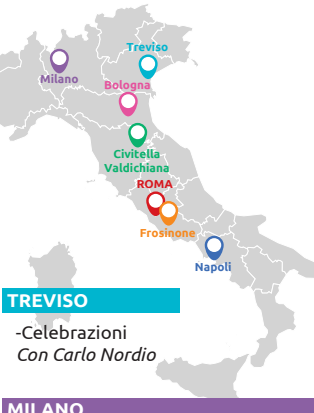 Treviso
Milano
Bologna
Civitella
Valdichiana
ROMA
Frosinone
Napoli
TREVISO
-Celebrazioni
Con Carlo Nordio
MILANO